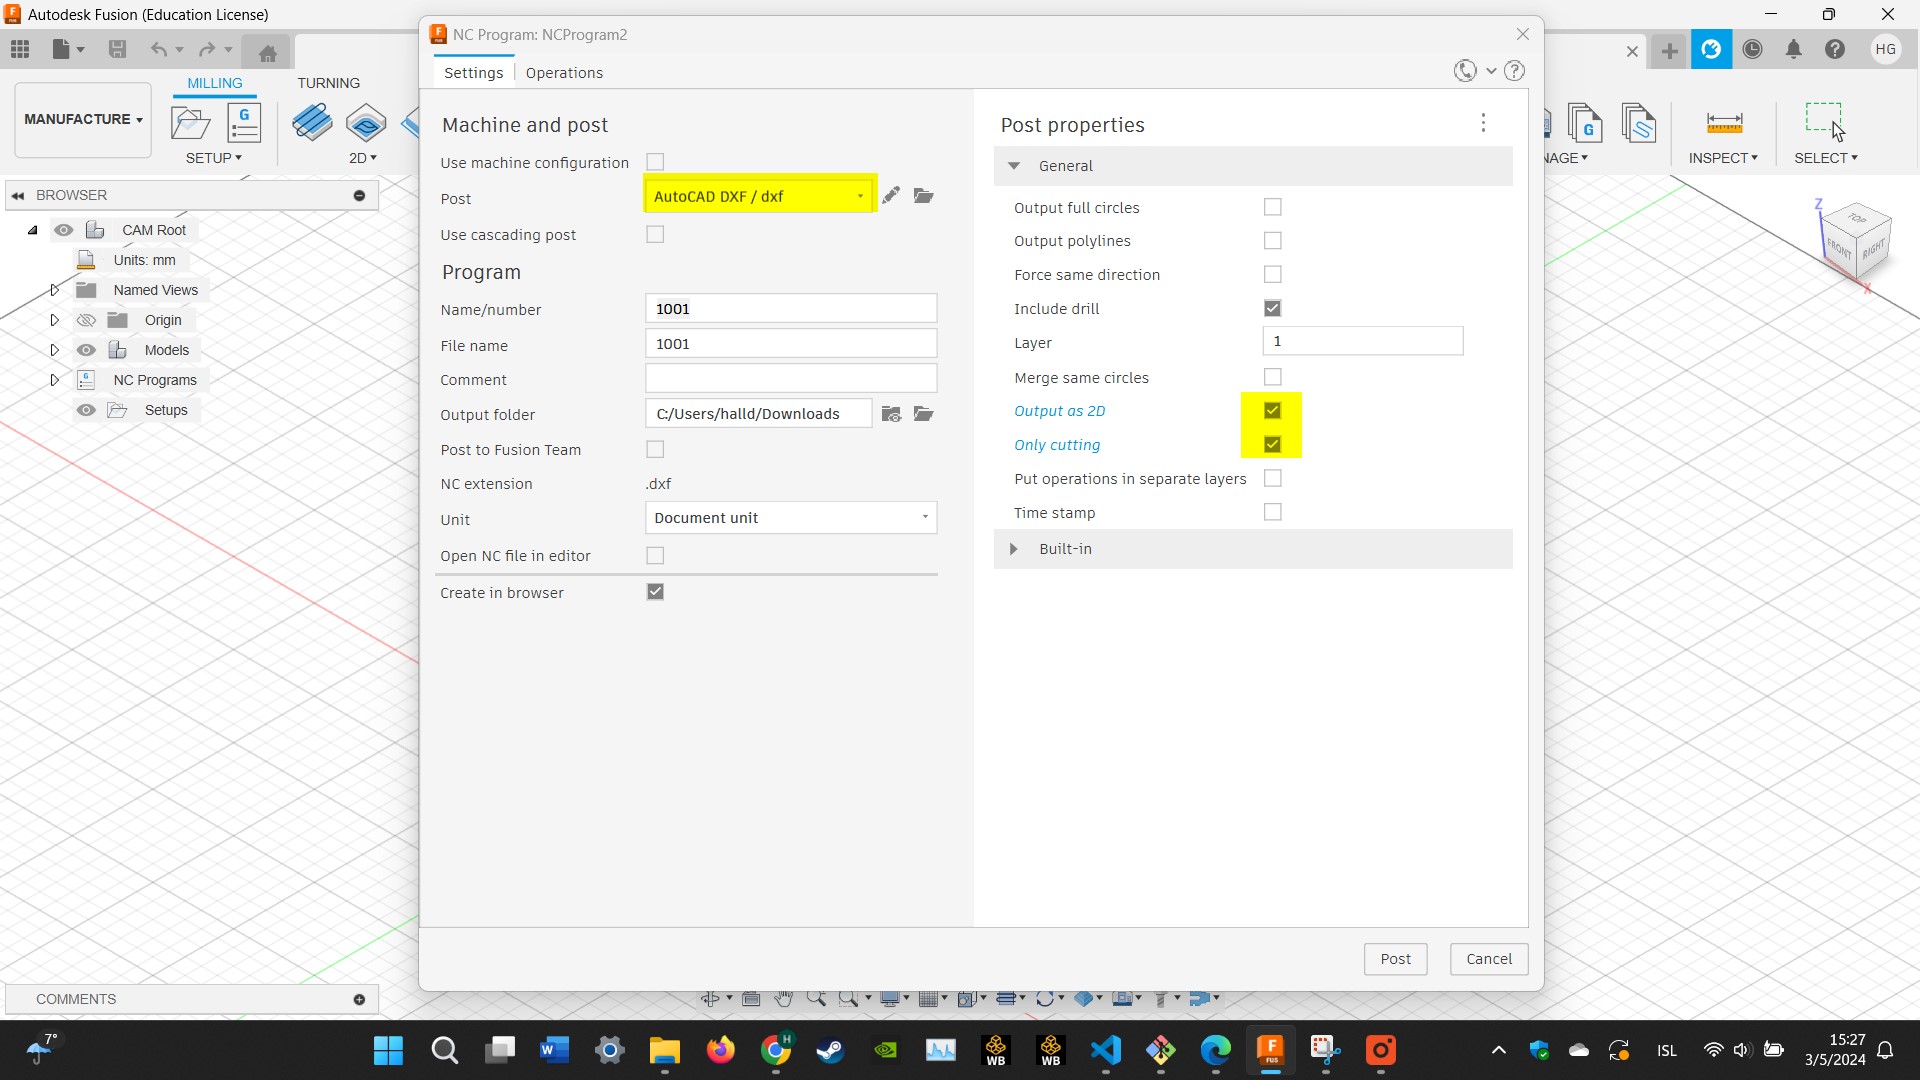 Autodesk Fusion (Education License)
NC Program: NCProgram2
HG
Settings
Operations
MILLING
TURNING
MANUFACTURE
SETUP
2D
NAGE
INSPECT
SELECT
BROWSER
CAM Root
Units: mm
Named Views
Origin
Models
NC Programs
Setups
Machine and post
Use machine configuration
Post
AutoCAD DXF / dxf
Use cascading post
Program
Name/number
1001
File name
1001
Comment
Output folder
C:/Users/halld/Downloads
Post to Fusion Team
NC extension
.dxf
Unit
Document unit
Open NC file in editor
Create in browser
Post properties
General
Output full circles
Output polylines
Force same direction
Include drill
Layer
1
Merge same circles
Output as 2D
Only cutting
Put operations in separate layers
Time stamp
Built-in
Z
TOP
FRONT
RIGHT
X
Post
Cancel
COMMENTS
7°
H
WB
WB
F
FUS
ISL
15:27
3/5/2024